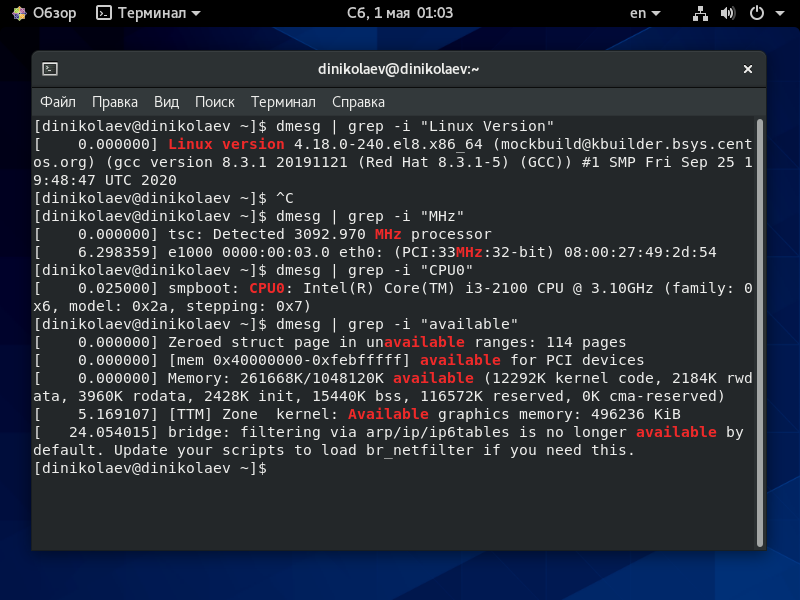 Обзор Терминал Сб, 1 мая 01:03 en
dinikolaev@dinikolaev:~
Файл Правка Вид Поиск Терминал Справка
[dinikolaev@dinikolaev ~]$ dmesg | grep -i "Linux Version"
[    0.000000] Linux version 4.18.0-240.el8.x86_64 (mockbuild@kbuilder.bsys.cent
os.org) (gcc version 8.3.1 20191121 (Red Hat 8.3.1-5) (GCC)) #1 SMP Fri Sep 25 1
9:48:47 UTC 2020
[dinikolaev@dinikolaev ~]$ ^C
[dinikolaev@dinikolaev ~]$ dmesg | grep -i "MHz"
[    0.000000] tsc: Detected 3092.970 MHz processor
[    6.298359] e1000 0000:00:03.0 eth0: (PCI:33MHz:32-bit) 08:00:27:49:2d:54
[dinikolaev@dinikolaev ~]$ dmesg | grep -i "CPU0"
[    0.025000] smpboot: CPU0: Intel(R) Core(TM) i3-2100 CPU @ 3.10GHz (family: 0
x6, model: 0x2a, stepping: 0x7)
[dinikolaev@dinikolaev ~]$ dmesg | grep -i "available"
[    0.000000] Zeroed struct page in unavailable ranges: 114 pages
[    0.000000] [mem 0x40000000-0xfebfffff] available for PCI devices
[    0.000000] Memory: 261668K/1048120K available (12292K kernel code, 2184K rwd
ata, 3960K rodata, 2428K init, 15440K bss, 116572K reserved, 0K cma-reserved)
[    5.169107] [TTM] Zone  kernel: Available graphics memory: 496236 KiB
[   24.054015] bridge: filtering via arp/ip/ip6tables is no longer available by
default. Update your scripts to load br_netfilter if you need this.
[dinikolaev@dinikolaev ~]$